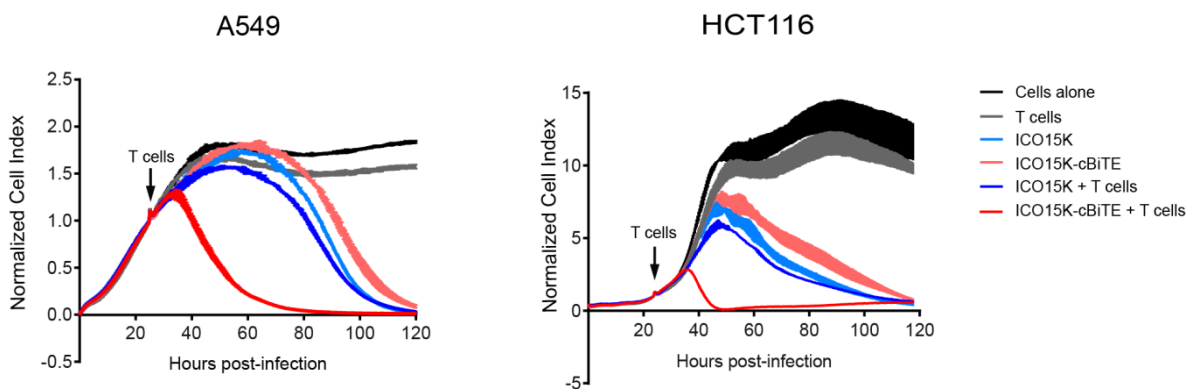 A549
Normalized Cell Index
2.5
2.0
1.5
1.0
0.5
0.0
-0.5
T cells
0 20 40 60 80 100 120
Hours post-infection
HCT116
Normalized Cell Index
15
10
5
0
-5
T cells
20 40 60 80 100 120
Hours post-infection
Cells alone
T cells
ICO15K
ICO15K-cBiTE
ICO15K + T cells
ICO15K-cBiTE + T cells